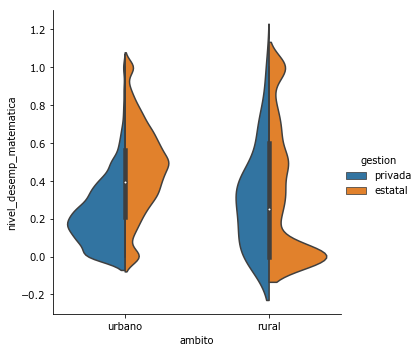 1.2
1.0
0.8
0.6
0.4
0.2
0.0
−0.2
nivel_desemp_matematica
urbano
rural
ambito
gestion
privada
estatal